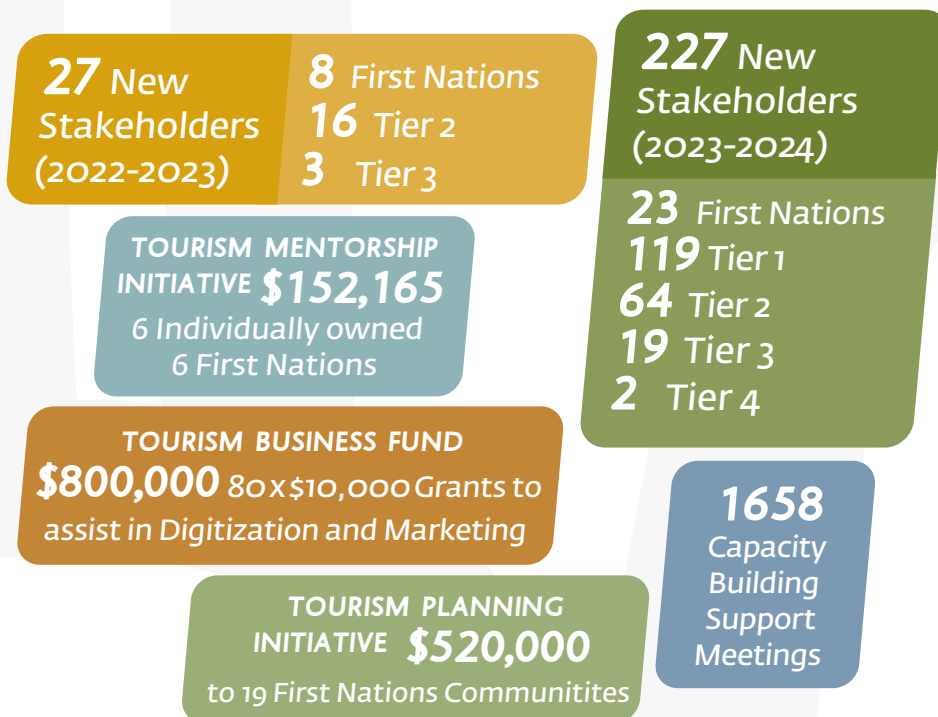 27 New
Stakeholders
(2022-2023)
8 First Nations
16 Tier 2
3 Tier 3
227 New
Stakeholders
(2023-2024)
23 First Nations
119 Tier 1
64 Tier 2
19 Tier 3
2 Tier 4
TOURISM MENTORSHIP
INITIATIVE $152,165
6 Individually owned
6 First Nations
TOURISM BUSINESS FUND
$800,000 80x$10,000 Grants to
assist in Digitization and Marketing
1658
Capacity
Building
Support
Meetings
TOURISM PLANNING
INITIATIVE $520,000
to 19 First Nations Communitites